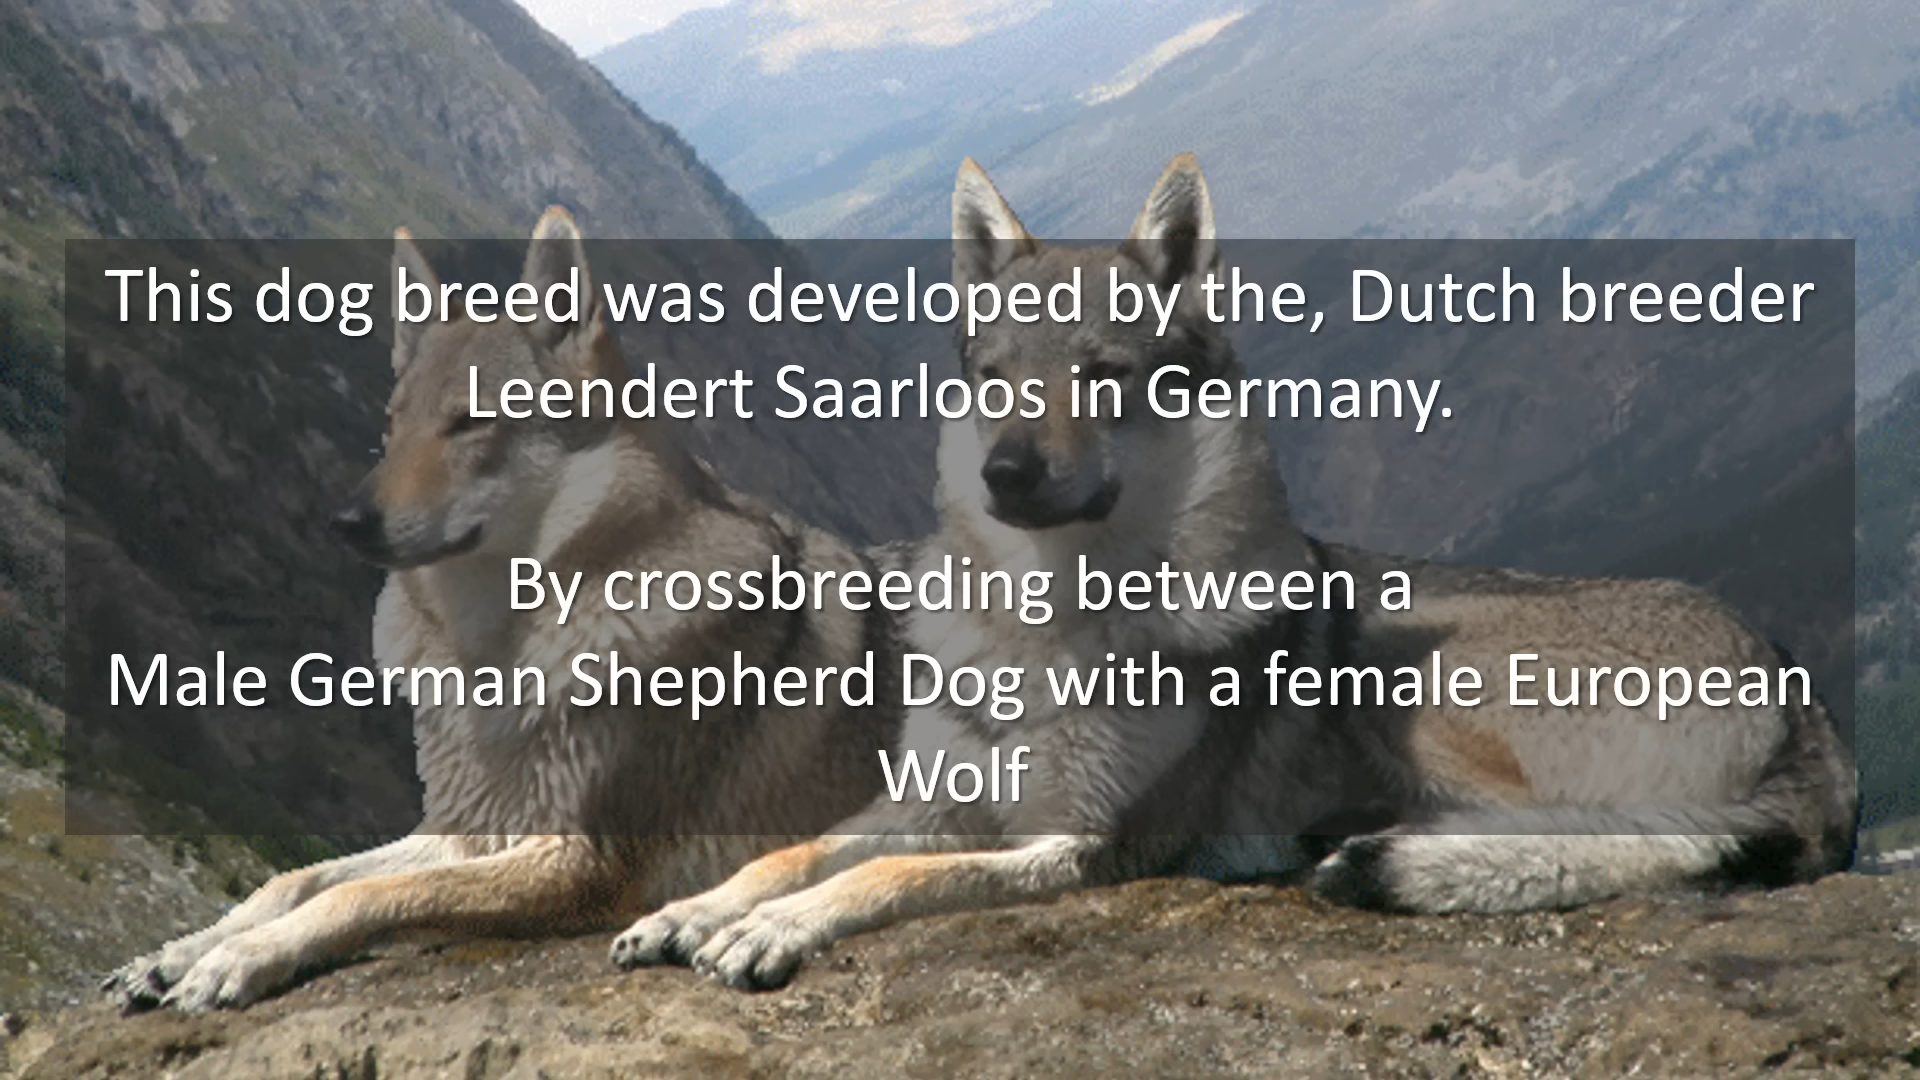 This dog breed was developed by the, Dutch breeder
Leendert Saarloos in Germany.
By crossbreeding between a
Male German Shepherd Dog with a female European
Wolf